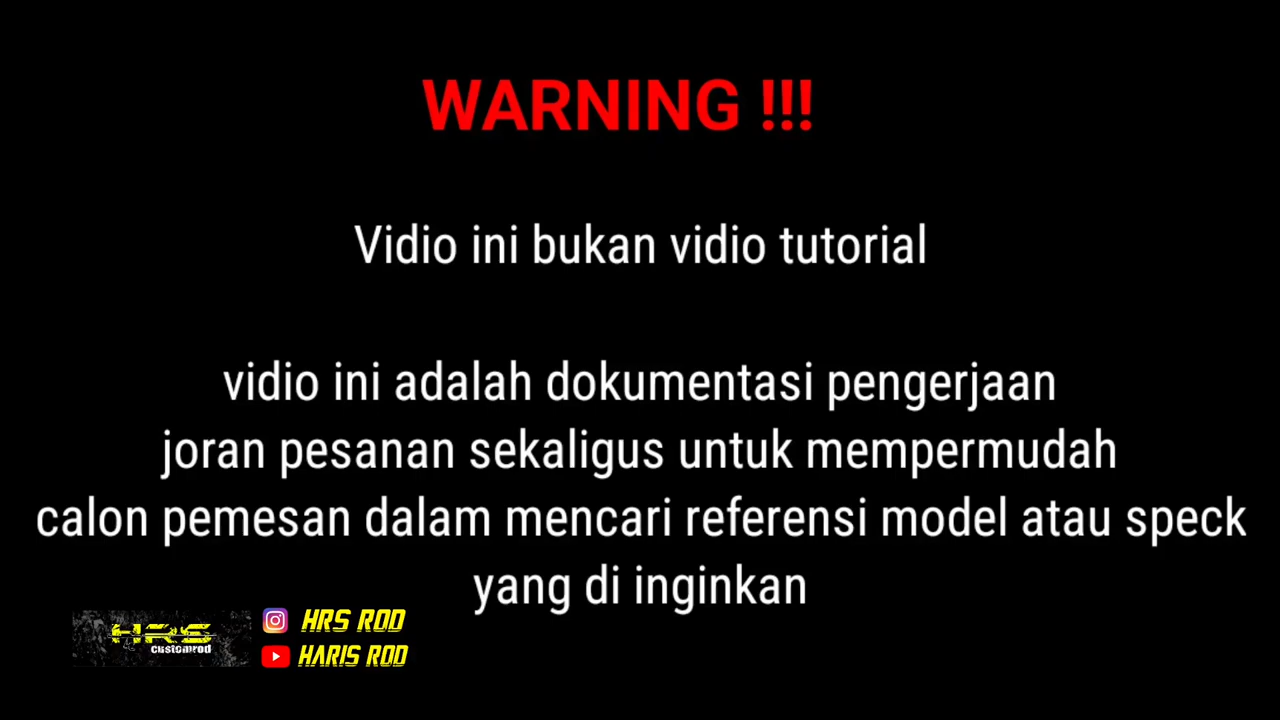 WARNING !!!
Vidio ini bukan vidio tutorial
vidio ini adalah dokumentasi pengerjaan
joran pesanan sekaligus untuk mempermudah
calon pemesan dalam mencari referensi model atau speck
yang di inginkan
HRS
customrod
HRS ROD
HARIS ROD